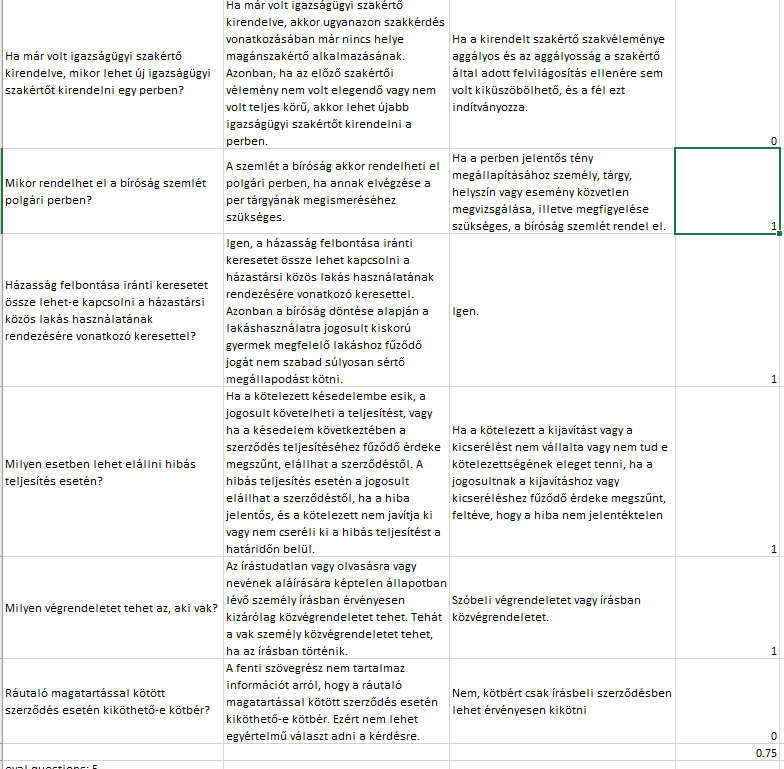 Ha már volt igazságügyi szakértő
kirendelve, mikor lehet új igazságügyi
szakértőt kirendelni egy perben?
Ha már volt igazságügyi szakértő
kirendelve, akkor ugyanazon szakkérdés
vonatkozásában már nincs helye
magánszakértő alkalmazásának.
Azonban, ha az előző szakértői
vélemény nem volt elegendő vagy nem
volt teljes körű, akkor lehet újabb
igazságügyi szakértőt kirendelni a
perben.
Ha a kirendelt szakértő szakvéleménye
aggályos és az aggályosság a szakértő
által adott felvilágosítás ellenére sem
volt kiküszöbölhető, és a fél ezt
indítványozza.
0
Mikor rendelhet el a bíróság szemlét
polgári perben?
A szemlét a bíróság akkor rendelheti el
polgári perben, ha annak elvégzése a
per tárgyának megismeréséhez
szükséges.
Ha a perben jelentős tény
megállapításához személy, tárgy,
helyszín vagy esemény közvetlen
megvizsgálása, illetve megfigyelése
szükséges, a bíróság szemlét rendel el.
1
Házasság felbontása iránti keresetet
össze lehet-e kapcsolni a házastársi
közös lakás használatának
rendezésére vonatkozó keresettel?
Igen, a házasság felbontása iránti
keresetet össze lehet kapcsolni a
házastársi közös lakás használatának
rendezésére vonatkozó keresettel.
Azonban a bíróság döntése alapján a
lakáshasználatra jogosult kiskorú
gyermek megfelelő lakáshoz fűződő
jogát nem szabad súlyosan sértő
megállapodást kötni.
Igen.
1
Milyen esetben lehet elállni hibás
teljesítés esetén?
Ha a kötelezett késedelembe esik, a
jogosult követelheti a teljesítést, vagy
ha a késedelem következtében a
szerződés teljesítéséhez fűződő érdeke
megszűnt, elállhat a szerződéstől. A
hibás teljesítés esetén a jogosult
elállhat a szerződéstől, ha a hiba
jelentős, és a kötelezett nem javítja ki
vagy nem cseréli ki a hibás teljesítést a
határidőn belül.
Ha a kötelezett a kijavítást vagy a
kicserélést nem vállalta vagy nem tud e
kötelezettségének eleget tenni, ha a
jogosultnak a kijavításhoz vagy
kicseréléshez fűződő érdeke megszűnt,
feltéve, hogy a hiba nem jelentéktelen
1
Milyen végrendeletet tehet az, aki vak?
Az írástudatlan vagy olvasásra vagy
nevének aláírására képtelen állapotban
lévő személy írásban érvényesen
kizárólag közvégrendeletet tehet. Tehát
a vak személy közvégrendeletet tehet,
ha az írásban történik.
Szóbeli végrendeletet vagy írásban
közvégrendeletet.
1
Ráutaló magatartással kötött
szerződés esetén kiköthető-e kötbér?
A fenti szövegrész nem tartalmaz
információt arról, hogy a ráutaló
magatartással kötött szerződés esetén
kiköthető-e kötbér. Ezért nem lehet
egyértelmű választ adni a kérdésre.
Nem, kötbért csak írásbeli szerződésben
lehet érvényesen kikötni
0
0.75
eval questions: 5